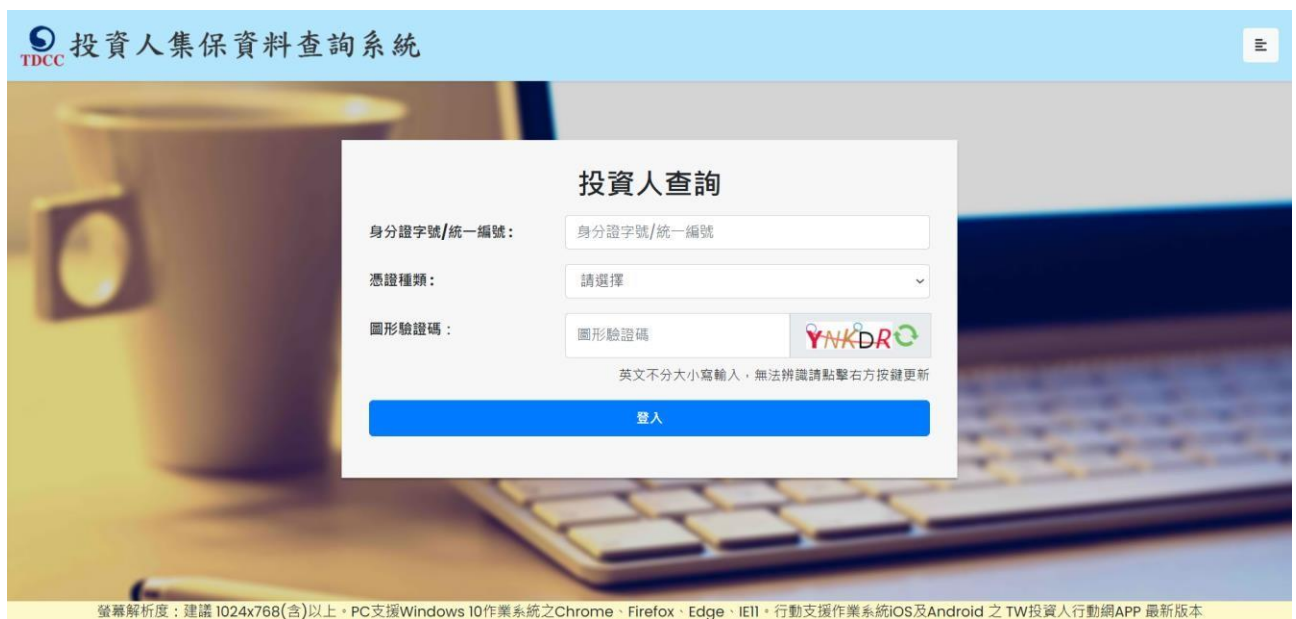 TDCC 投資人集保資料查詢系統
投資人查詢
身分證字號/統一編號：
身分證字號/統一編號
憑證種類：
請選擇
圖形驗證碼：
圖形驗證碼
YNKDR
英文不分大小寫輸入，無法辨識請點擊右方按鍵更新
登入
螢幕解析度：建議 1024x768(含)以上。PC支援Windows 10作業系統之Chrome、Firefox、Edge、IE11。行動支援作業系統iOS及Android 之 TW投資人行動網APP 最新版本